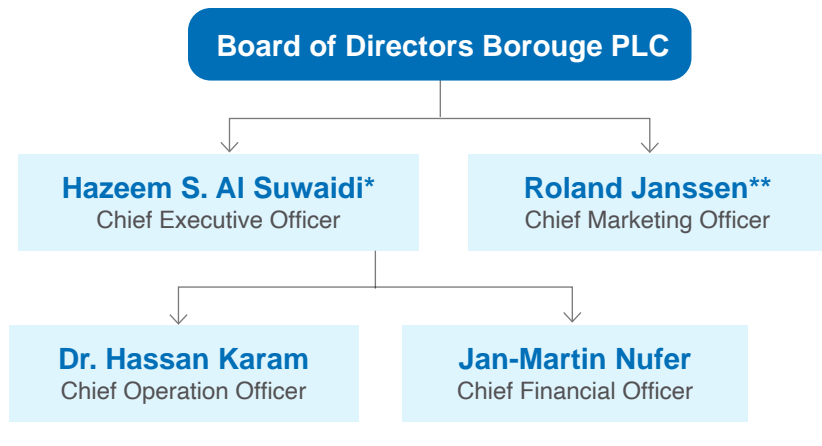 Board of Directors Borouge PLC
Hazeem S. Al Suwaidi*
Chief Executive Officer
Roland Janssen**
Chief Marketing Officer
Dr. Hassan Karam
Chief Operation Officer
Jan-Martin Nufer
Chief Financial Officer